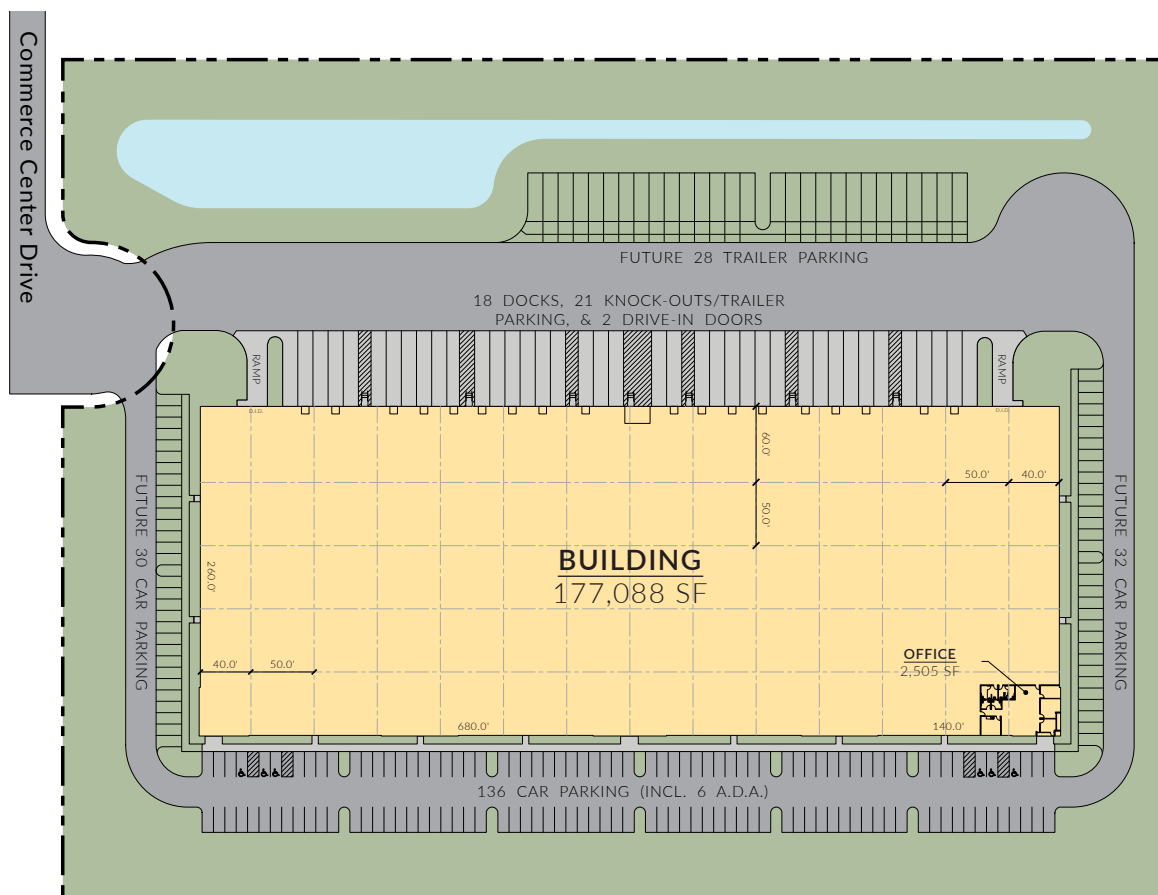 Commerce Center Drive
FUTURE 28 TRAILER PARKING
18 DOCKS, 21 KNOCK-OUTS/TRAILER
PARKING, & 2 DRIVE-IN DOORS
RAMP
RAMP
D.I.D.
D.I.D.
60.0'
50.0'
40.0'
50.0'
FUTURE 30 CAR PARKING
260.0'
BUILDING
177,088 SF
FUTURE 32 CAR PARKING
40.0'
50.0'
OFFICE
2,505 SF
680.0'
140.0'
136 CAR PARKING (INCL. 6 A.D.A.)